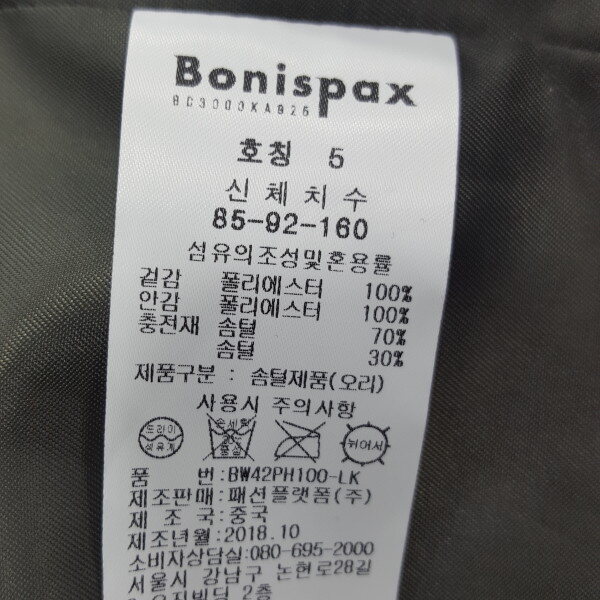 Bonispax
BD3000KA926
호칭 5
신체치수
85-92-160
섬유의조성및혼용률
겉감 폴리에스터 100%
안감 폴리에스터 100%
충전재 솜털 70%
솜털 30%
제품구분 : 솜털제품(오리)
사용시 주의사항
드라이
석유계
손세탁
뉘어서
품 번:BW42PH100-LK
제조판매:패션플랫폼(주)
제 조 국:중국
제조년월:2018.10
소비자상담실:080-695-2000
서울시 강남구 논현로28길
2층